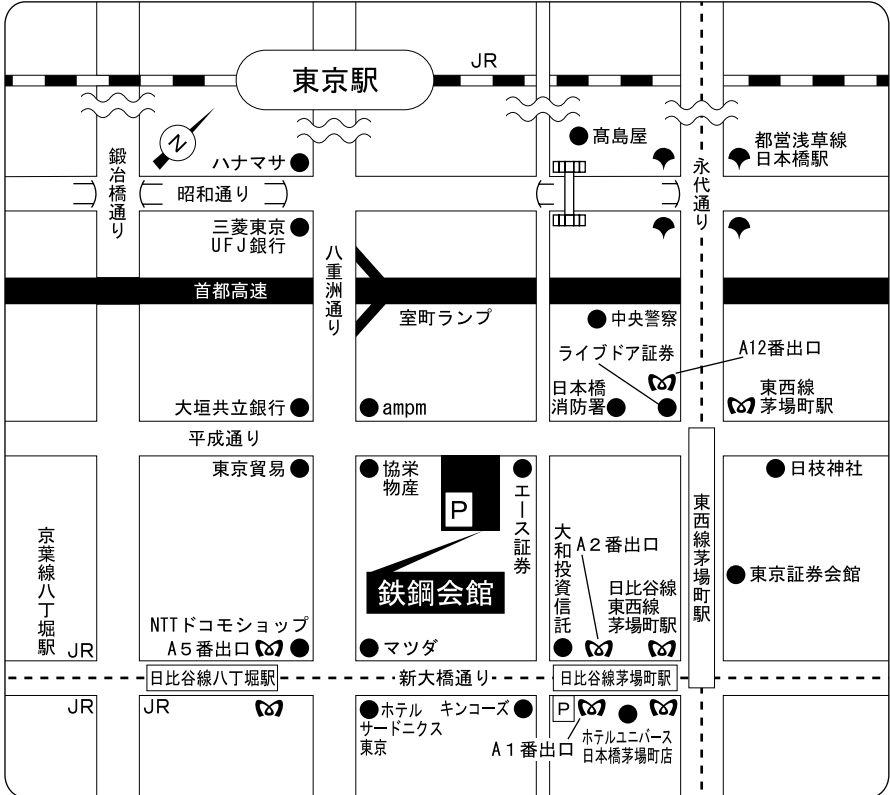 JR
東京駅
N
髙島屋
都営浅草線
日本橋駅
ハナマサ
鍛冶橋通り
永代通り
昭和通り
三菱東京
UFJ銀行
八重洲通り
首都高速
室町ランプ
中央警察
ライブドア証券
A12番出口
日本橋
消防署
東西線
茅場町駅
大垣共立銀行
ampm
平成通り
東京貿易
協栄
物産
P
エース証券
日枝神社
東西線茅場町駅
京葉線八丁堀駅
大和投資信託
A2番出口
鉄鋼会館
日比谷線
東西線
茅場町駅
東京証券会館
NTTドコモショップ
A5番出口
マツダ
JR
日比谷線八丁堀駅
新大橋通り
日比谷線茅場町駅
JR
JR
ホテル
サードニクス
東京
キンコーズ
P
A1番出口
ホテルユニバース
日本橋茅場町店